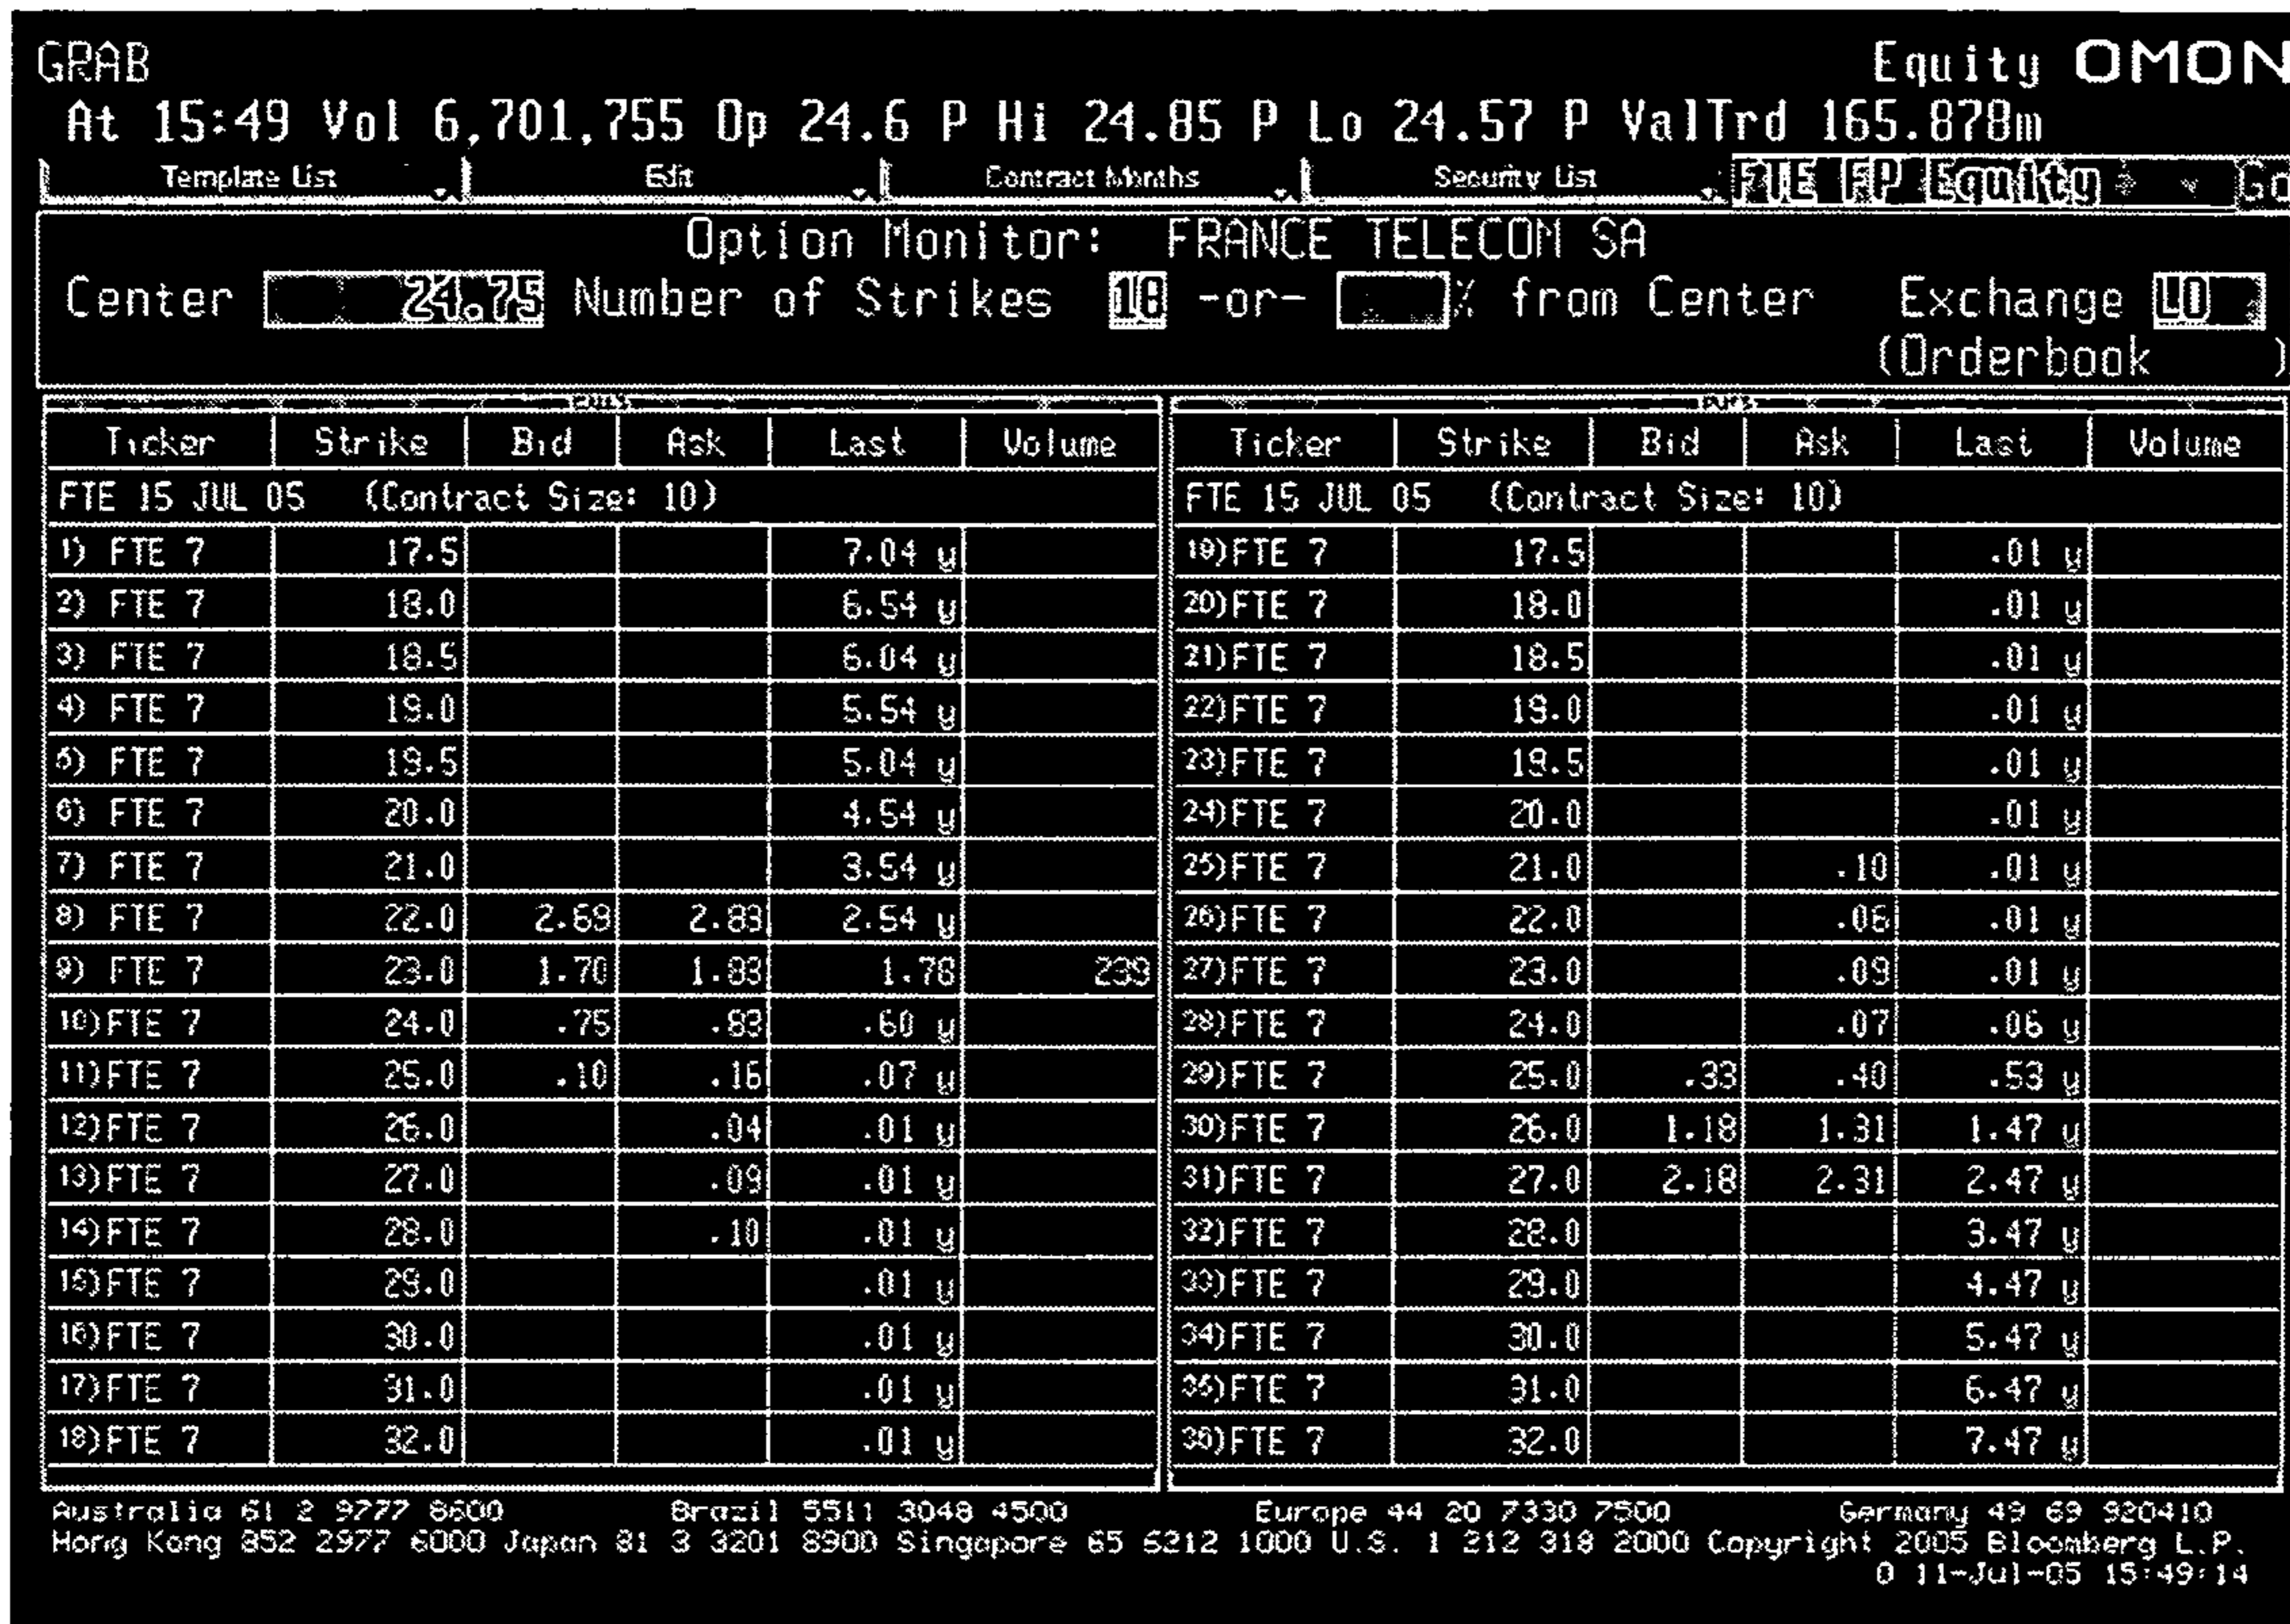 GRAB Equity OMON
At 15:49 Vol 6,701,755 Op 24.6 P Hi 24.85 P Lo 24.57 P ValTrd 165.878m
Template List Edit Contract Months Security List FTE FP Equity Go
Option Monitor: FRANCE TELECOM SA
Center 24.75 Number of Strikes 18 -or- % from Center Exchange LO
(Orderbook )
Ticker Strike Bid Ask Last Volume Ticker Strike Bid Ask Last Volume
FTE 15 JUL 05 (Contract Size: 10) FTE 15 JUL 05 (Contract Size: 10)
1) FTE 7 17.5 7.04 y 19) FTE 7 17.5 .01 y
2) FTE 7 18.0 6.54 y 20) FTE 7 18.0 .01 y
3) FTE 7 18.5 6.04 y 21) FTE 7 18.5 .01 y
4) FTE 7 19.0 5.54 y 22) FTE 7 19.0 .01 y
5) FTE 7 19.5 5.04 y 23) FTE 7 19.5 .01 y
6) FTE 7 20.0 4.54 y 24) FTE 7 20.0 .01 y
7) FTE 7 21.0 3.54 y 25) FTE 7 21.0 .10 .01 y
8) FTE 7 22.0 2.69 2.83 2.54 y 26) FTE 7 22.0 .06 .01 y
9) FTE 7 23.0 1.70 1.83 1.78 239 27) FTE 7 23.0 .09 .01 y
10) FTE 7 24.0 .75 .83 .60 y 28) FTE 7 24.0 .07 .06 y
11) FTE 7 25.0 .10 .16 .07 y 29) FTE 7 25.0 .33 .40 .53 y
12) FTE 7 26.0 .04 .01 y 30) FTE 7 26.0 1.18 1.31 1.47 y
13) FTE 7 27.0 .09 .01 y 31) FTE 7 27.0 2.18 2.31 2.47 y
14) FTE 7 28.0 .10 .01 y 32) FTE 7 28.0 3.47 y
15) FTE 7 29.0 .01 y 33) FTE 7 29.0 4.47 y
16) FTE 7 30.0 .01 y 34) FTE 7 30.0 5.47 y
17) FTE 7 31.0 .01 y 35) FTE 7 31.0 6.47 y
18) FTE 7 32.0 .01 y 36) FTE 7 32.0 7.47 y
Australia 61 2 9777 8600 Brazil 5511 3048 4500 Europe 44 20 7330 7500 Germany 49 69 920410
Hong Kong 852 2977 6000 Japan 81 3 3201 8900 Singapore 65 6212 1000 U.S. 1 212 318 2000 Copyright 2005 Bloomberg L.P.
0 11-Jul-05 15:49:14